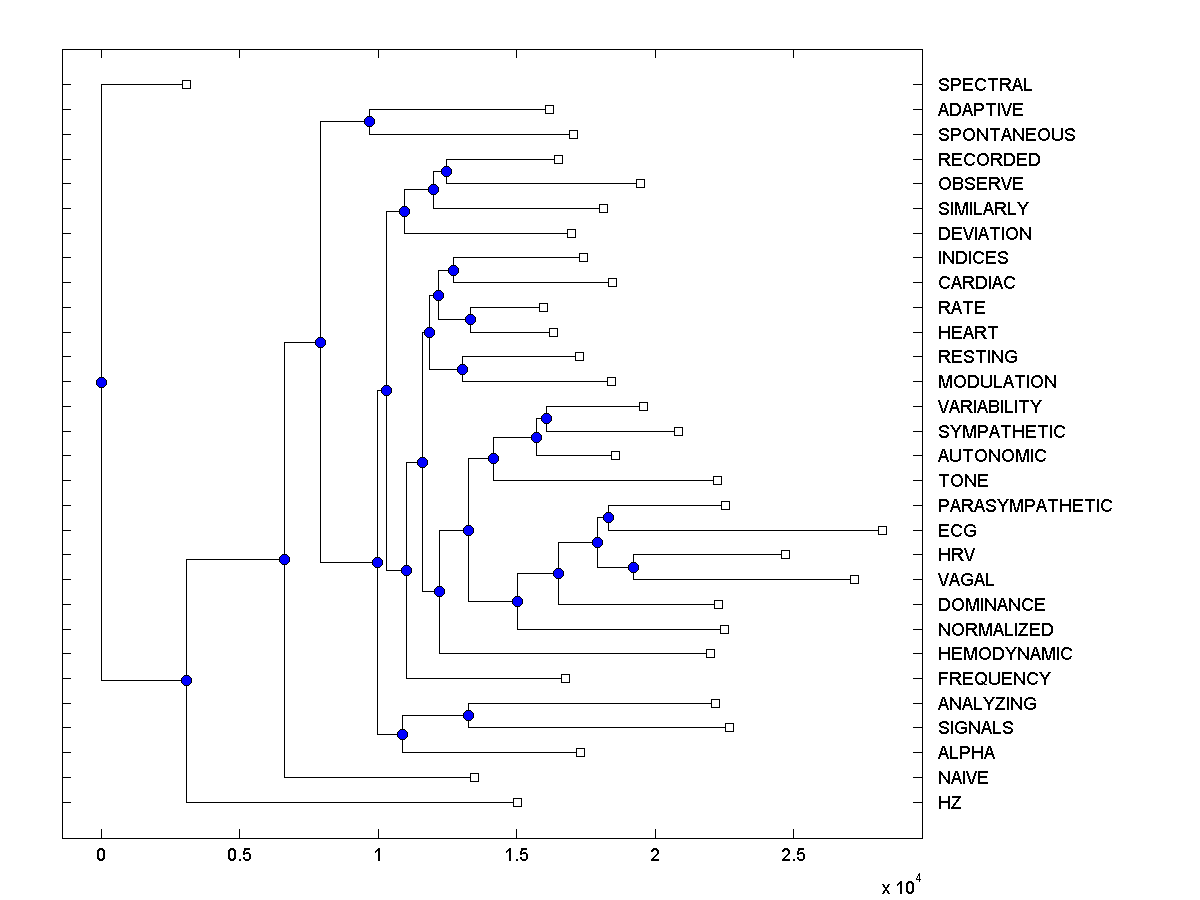 SPECTRAL
ADAPTIVE
SPONTANEOUS
RECORDED
OBSERVE
SIMILARLY
DEVIATION
INDICES
CARDIAC
RATE
HEART
RESTING
MODULATION
VARIABILITY
SYMPATHETIC
AUTONOMIC
TONE
PARASYMPATHETIC
ECG
HRV
VAGAL
DOMINANCE
NORMALIZED
HEMODYNAMIC
FREQUENCY
ANALYZING
SIGNALS
ALPHA
NAIVE
HZ
0 0.5 1 1.5 2 2.5
x 10^4